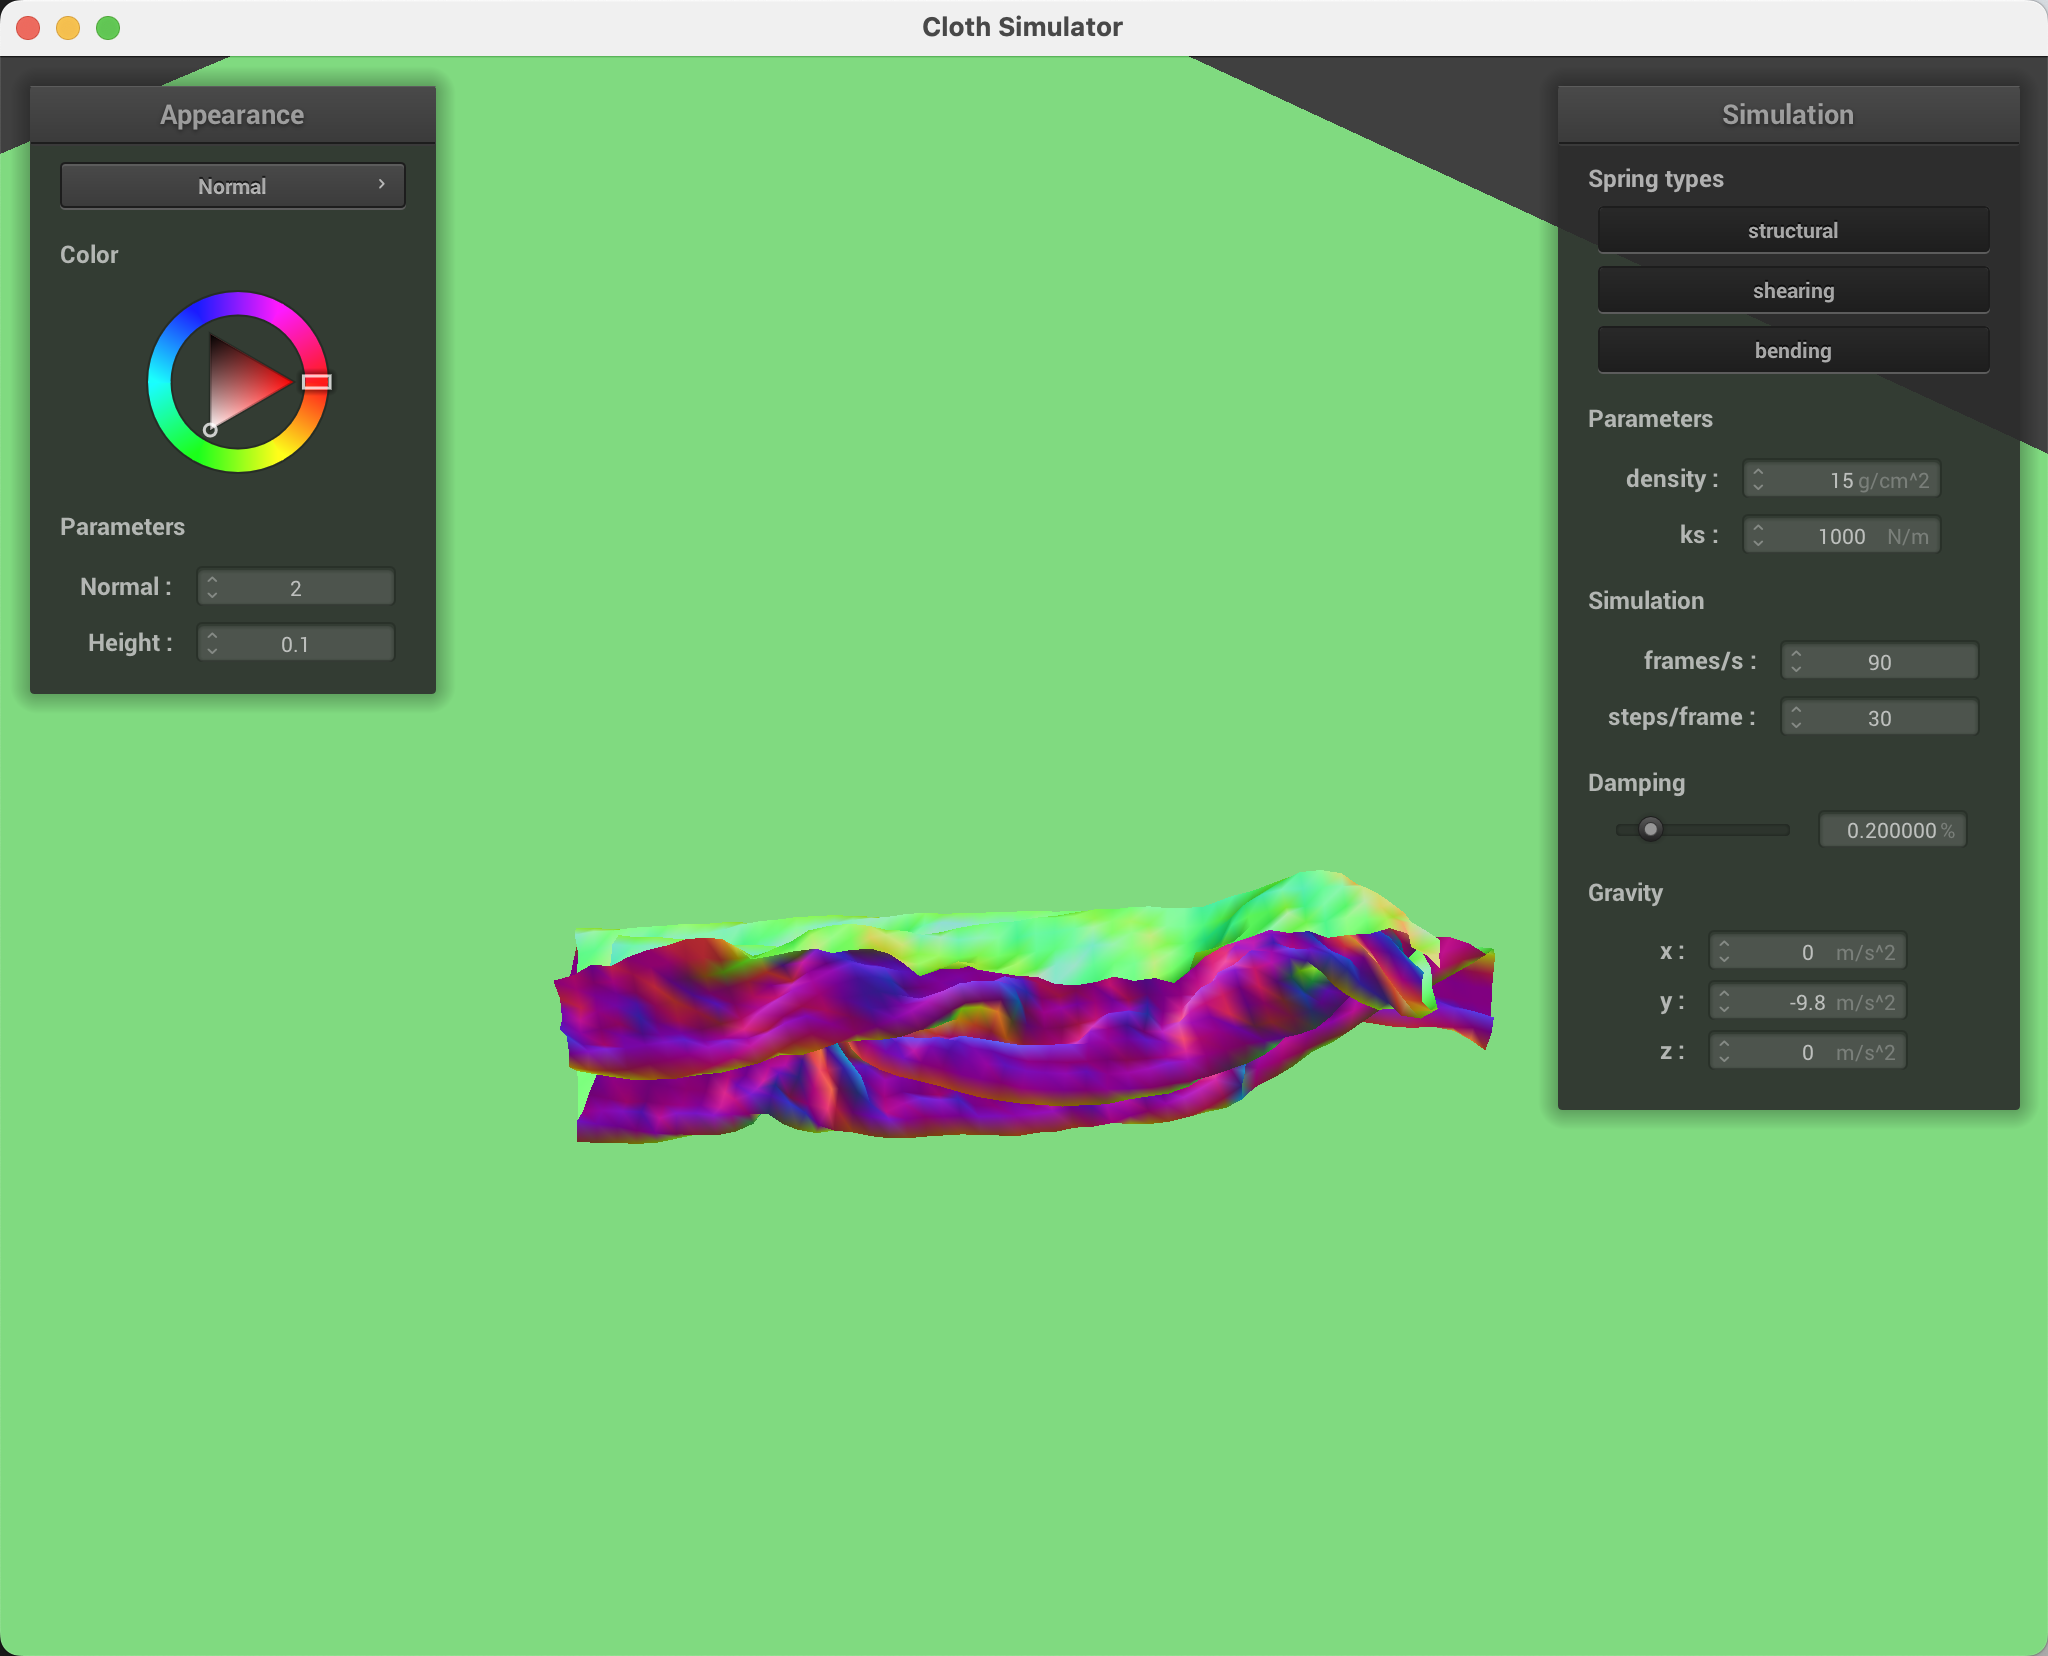 Cloth Simulator
Appearance
Normal
Color
Parameters
Normal :
2
Height :
0.1
Simulation
Spring types
structural
shearing
bending
Parameters
density :
15 g/cm^2
ks :
1000 N/m
Simulation
frames/s :
90
steps/frame :
30
Damping
0.200000 %
Gravity
x :
0 m/s^2
y :
-9.8 m/s^2
z :
0 m/s^2